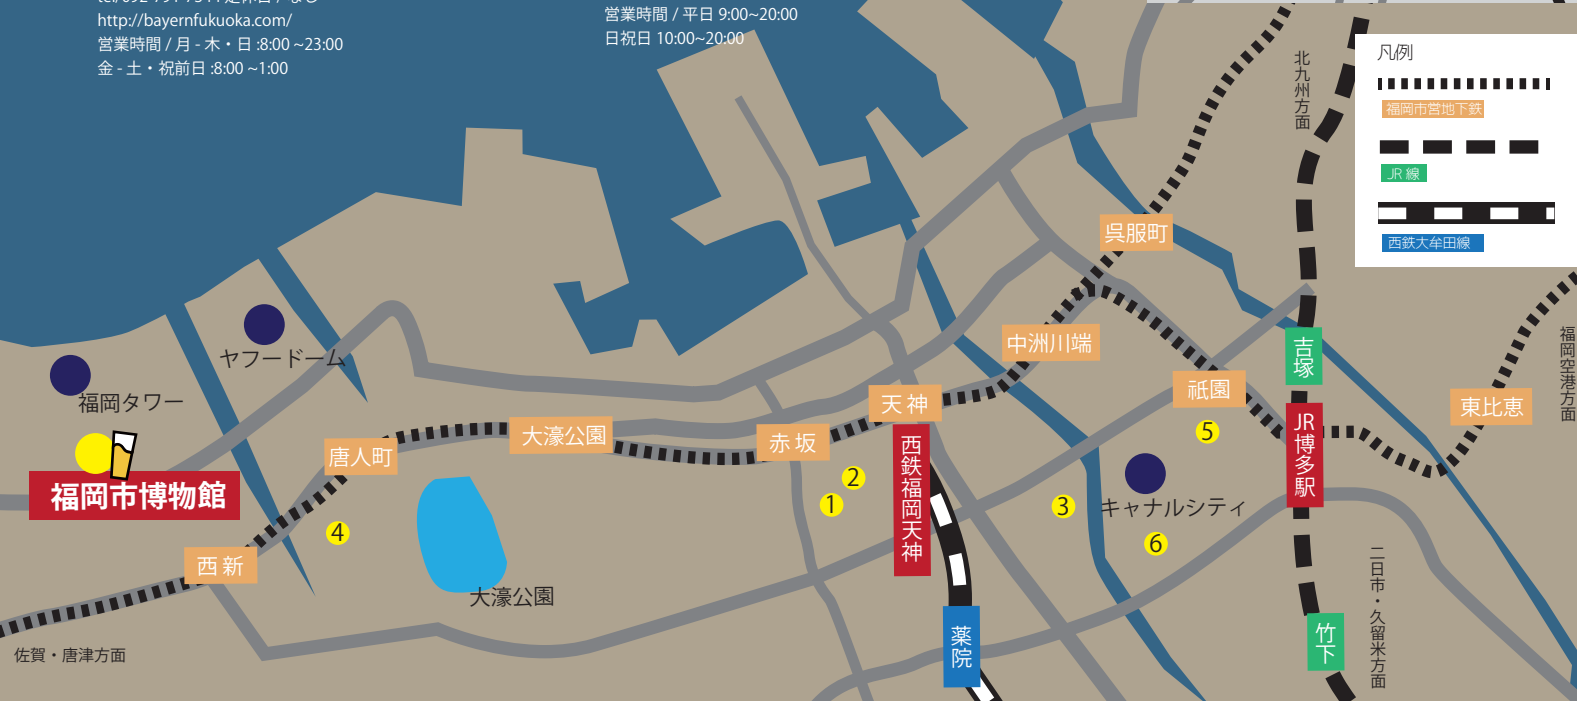 http://bayernfukuoka.com/
営業時間 / 月 - 木・日 :8:00 ~23:00
金 - 土・祝前日 :8:00 ~1:00
営業時間 / 平日 9:00~20:00
日祝日 10:00~20:00
北九州方面
凡例
福岡市営地下鉄
JR 線
西鉄大牟田線
呉服町
中洲川端
ヤフードーム
福岡タワー
吉塚
福岡空港方面
祇園
天神
東比恵
大濠公園
赤坂
唐人町
JR博多駅
5
西鉄福岡天神
福岡市博物館
2
1
3
キャナルシティ
4
6
西新
大濠公園
薬院
竹下
二日市・久留米方面
佐賀・唐津方面